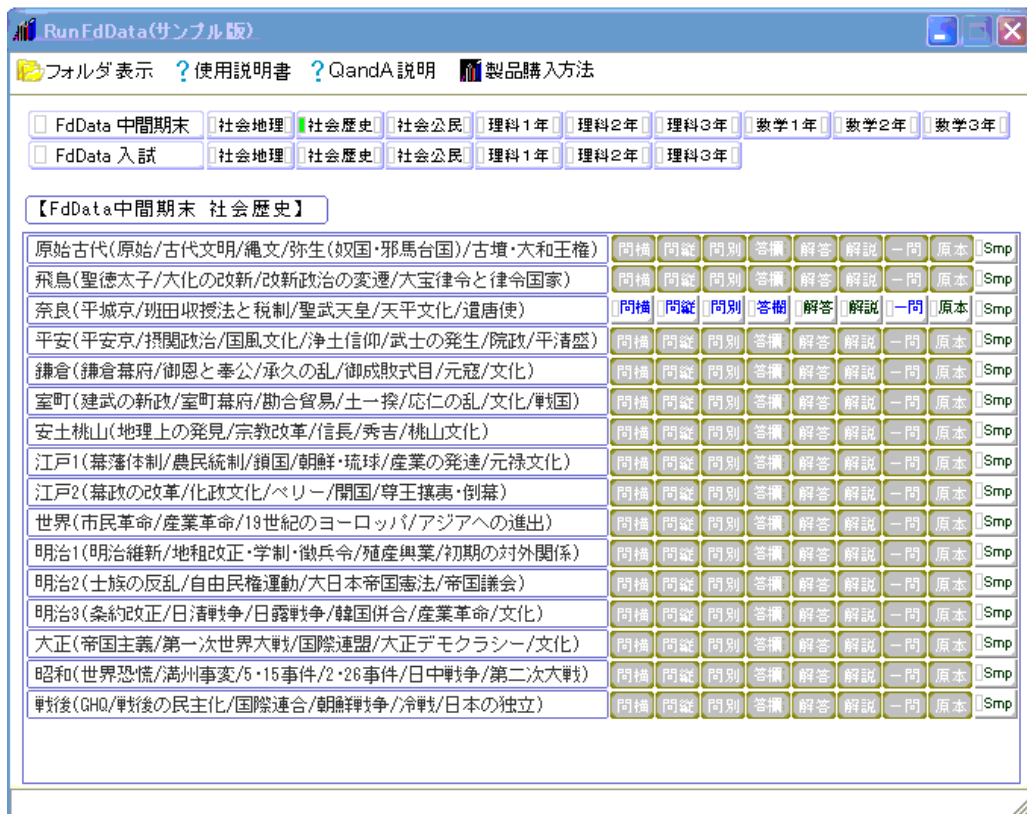 RunFdData(サンプル版)
フォルダ表示 ?使用説明書 ?QandA説明 製品購入方法
FdData 中間期末 社会地理 社会歴史 社会公民 理科1年 理科2年 理科3年 数学1年 数学2年 数学3年
FdData 入試 社会地理 社会歴史 社会公民 理科1年 理科2年 理科3年
【FdData中間期末 社会歴史】
原始古代(原始/古代文明/縄文/弥生(奴国・邪馬台国)/古墳・大和王権) 問横 問縦 問別 答欄 解答 解説 一問 原本 Smp
飛鳥(聖徳太子/大化の改新/改新政治の変遷/大宝律令と律令国家) 問横 問縦 問別 答欄 解答 解説 一問 原本 Smp
奈良(平城京/班田収授法と税制/聖武天皇/天平文化/遣唐使) 問横 問縦 問別 答欄 解答 解説 一問 原本 Smp
平安(平安京/摂関政治/国風文化/浄土信仰/武士の発生/院政/平清盛) 問横 問縦 問別 答欄 解答 解説 一問 原本 Smp
鎌倉(鎌倉幕府/御恩と奉公/承久の乱/御成敗式目/元寇/文化) 問横 問縦 問別 答欄 解答 解説 一問 原本 Smp
室町(建武の新政/室町幕府/勘合貿易/土一揆/応仁の乱/文化/戦国) 問横 問縦 問別 答欄 解答 解説 一問 原本 Smp
安土桃山(地理上の発見/宗教改革/信長/秀吉/桃山文化) 問横 問縦 問別 答欄 解答 解説 一問 原本 Smp
江戸1(幕藩体制/農民統制/鎖国/朝鮮・琉球/産業の発達/元禄文化) 問横 問縦 問別 答欄 解答 解説 一問 原本 Smp
江戸2(幕政の改革/化政文化/ペリー/開国/尊王攘夷・倒幕) 問横 問縦 問別 答欄 解答 解説 一問 原本 Smp
世界(市民革命/産業革命/19世紀のヨーロッパ/アジアへの進出) 問横 問縦 問別 答欄 解答 解説 一問 原本 Smp
明治1(明治維新/地租改正・学制・徴兵令/殖産興業/初期の対外関係) 問横 問縦 問別 答欄 解答 解説 一問 原本 Smp
明治2(士族の反乱/自由民権運動/大日本帝国憲法/帝国議会) 問横 問縦 問別 答欄 解答 解説 一問 原本 Smp
明治3(条約改正/日清戦争/日露戦争/韓国併合/産業革命/文化) 問横 問縦 問別 答欄 解答 解説 一問 原本 Smp
大正(帝国主義/第一次世界大戦/国際連盟/大正デモクラシー/文化) 問横 問縦 問別 答欄 解答 解説 一問 原本 Smp
昭和(世界恐慌/満州事変/5・15事件/2・26事件/日中戦争/第二次大戦) 問横 問縦 問別 答欄 解答 解説 一問 原本 Smp
戦後(GHQ/戦後の民主化/国際連合/朝鮮戦争/冷戦/日本の独立) 問横 問縦 問別 答欄 解答 解説 一問 原本 Smp